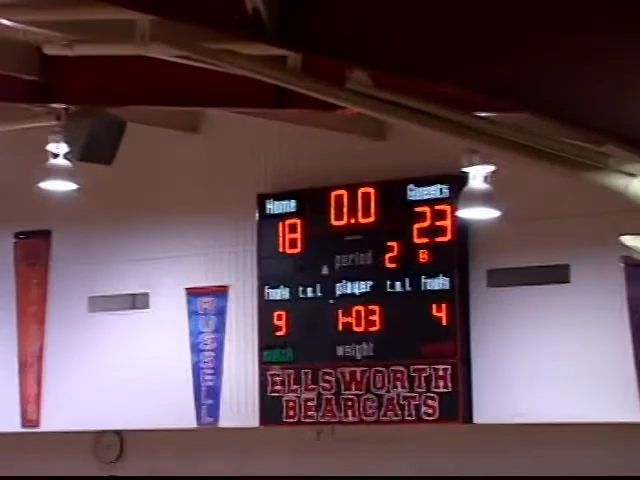 Home 0.0 Guests
18 23
period 2 B
fouls t.o.l player t.o.l fouls
9 1-03 4
match weight
ELLSWORTH
BEARCATS
RUSSELL